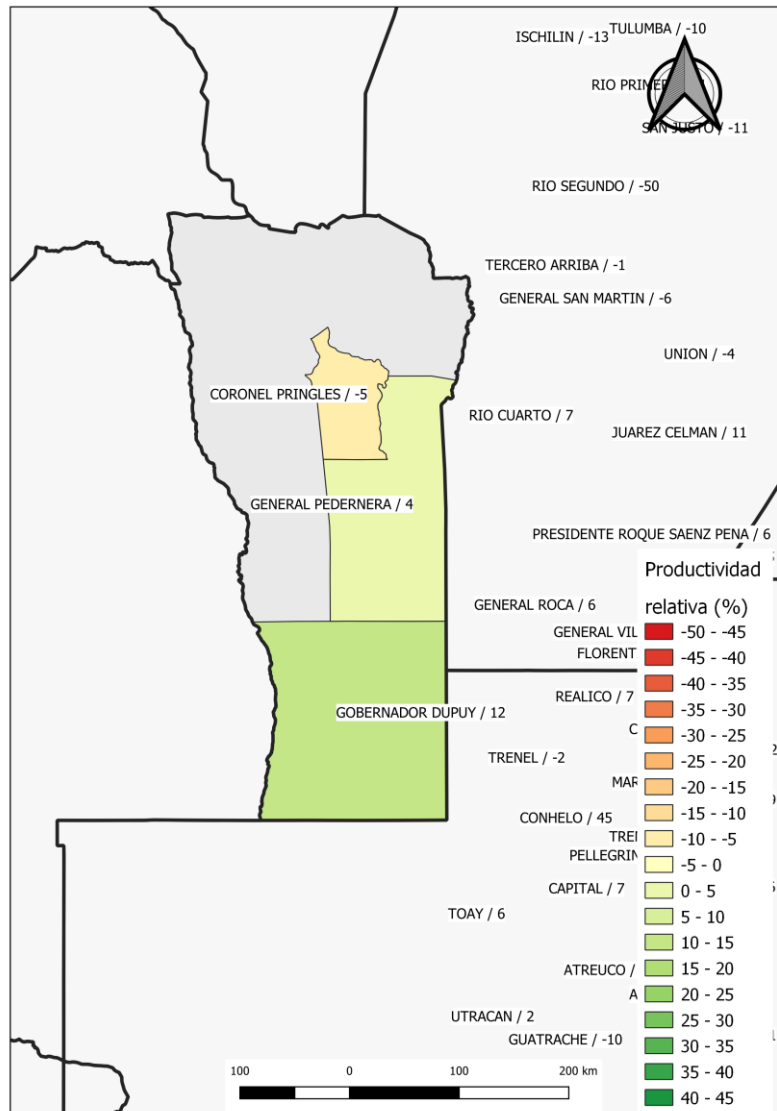 ISCHILIN / -13
TULUMBA / -10
RIO PRIME
SAN JUSTO / -11
RIO SEGUNDO / -50
TERCERO ARRIBA / -1
GENERAL SAN MARTIN / -6
UNION / -4
CORONEL PRINGLES / -5
RIO CUARTO / 7
JUAREZ CELMAN / 11
GENERAL PEDERNERA / 4
PRESIDENTE ROQUE SAENZ PENA / 6
GENERAL ROCA / 6
GENERAL VIL
FLORENT
REALICO / 7
GOBERNADOR DUPUY / 12
C
TRENEL / -2
2
MAR
9
CONHELO / 45
TRE
PELLEGRIN
CAPITAL / 7
TOAY / 6
ATREUCO /
A
UTRACAN / 2
GUATRACHE / -10
1
Productividad
relativa (%)
-50 - -45
-45 - -40
-40 - -35
-35 - -30
-30 - -25
-25 - -20
-20 - -15
-15 - -10
-10 - -5
-5 - 0
0 - 5
5 - 10
10 - 15
15 - 20
20 - 25
25 - 30
30 - 35
35 - 40
40 - 45
100 0 100 200 km